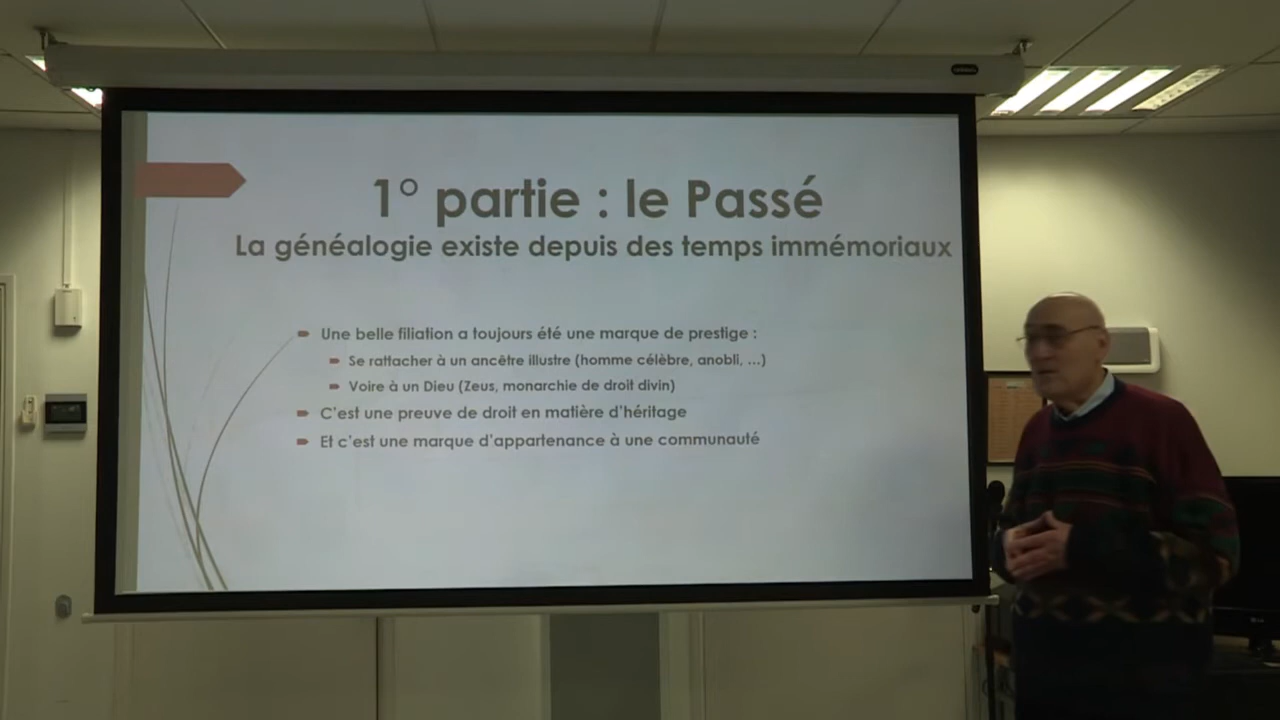 1° partie : le Passé
La généalogie existe depuis des temps immémoriaux
Une belle filiation a toujours été une marque de prestige :
Se rattacher à un ancêtre illustre (homme célèbre, anobli, ...)
Voire à un Dieu (Zeus, monarchie de droit divin)
C'est une preuve de droit en matière d'héritage
Et c'est une marque d'appartenance à une communauté